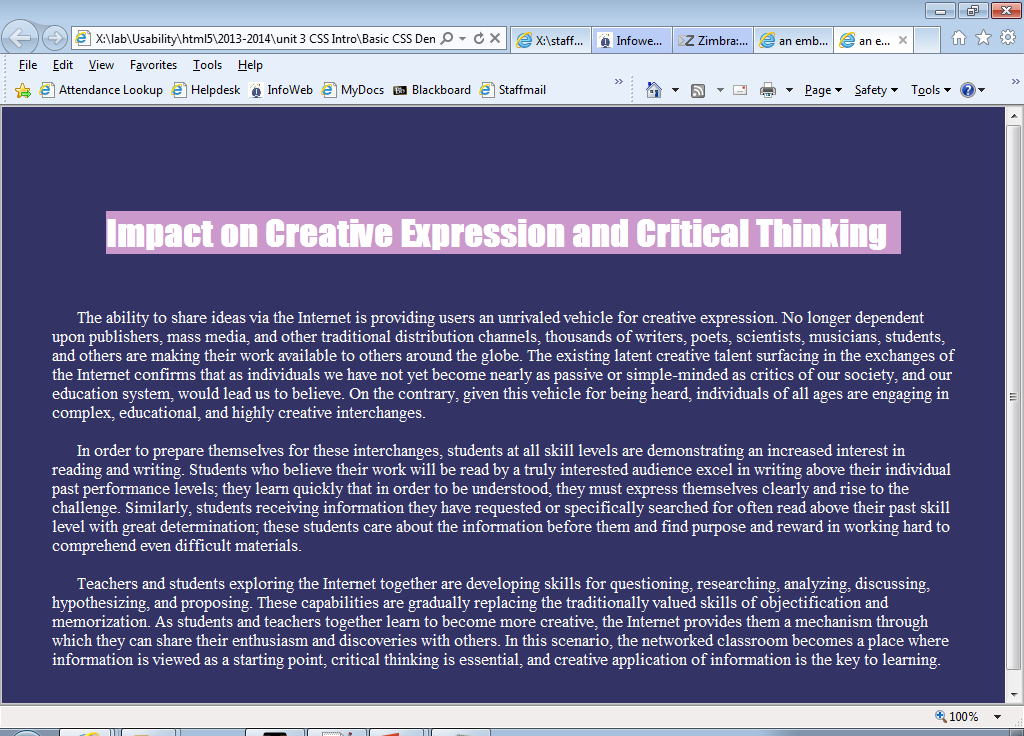 X:\lab\Usability\html5\2013-2014\unit 3 CSS Intro\Basic CSS Den
X:\staff...
Infowe...
Zimbra:...
an emb...
an e...
File Edit View Favorites Tools Help
Attendance Lookup Helpdesk InfoWeb MyDocs Bb Blackboard Staffmail » Page Safety Tools »
Impact on Creative Expression and Critical Thinking
The ability to share ideas via the Internet is providing users an unrivaled vehicle for creative expression. No longer dependent
upon publishers, mass media, and other traditional distribution channels, thousands of writers, poets, scientists, musicians, students,
and others are making their work available to others around the globe. The existing latent creative talent surfacing in the exchanges of
the Internet confirms that as individuals we have not yet become nearly as passive or simple-minded as critics of our society, and our
education system, would lead us to believe. On the contrary, given this vehicle for being heard, individuals of all ages are engaging in
complex, educational, and highly creative interchanges.
In order to prepare themselves for these interchanges, students at all skill levels are demonstrating an increased interest in
reading and writing. Students who believe their work will be read by a truly interested audience excel in writing above their individual
past performance levels; they learn quickly that in order to be understood, they must express themselves clearly and rise to the
challenge. Similarly, students receiving information they have requested or specifically searched for often read above their past skill
level with great determination; these students care about the information before them and find purpose and reward in working hard to
comprehend even difficult materials.
Teachers and students exploring the Internet together are developing skills for questioning, researching, analyzing, discussing,
hypothesizing, and proposing. These capabilities are gradually replacing the traditionally valued skills of objectification and
memorization. As students and teachers together learn to become more creative, the Internet provides them a mechanism through
which they can share their enthusiasm and discoveries with others. In this scenario, the networked classroom becomes a place where
information is viewed as a starting point, critical thinking is essential, and creative application of information is the key to learning.
100%